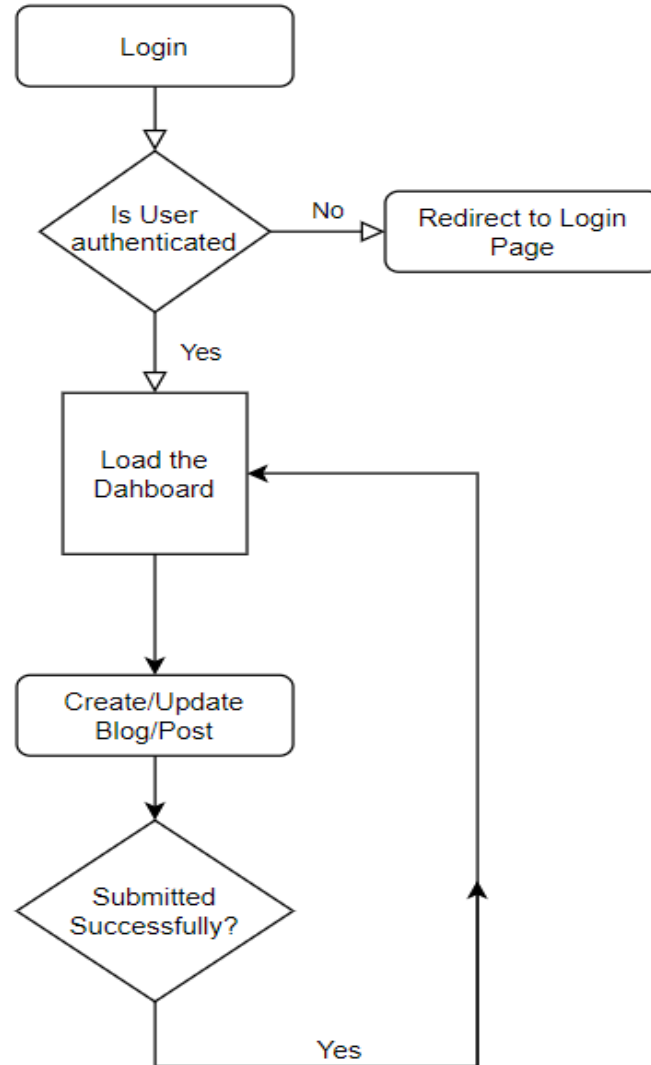 Login
Is User
authenticated
No
Redirect to Login
Page
Yes
Load the
Dahboard
Create/Update
Blog/Post
Submitted
Successfully?
Yes